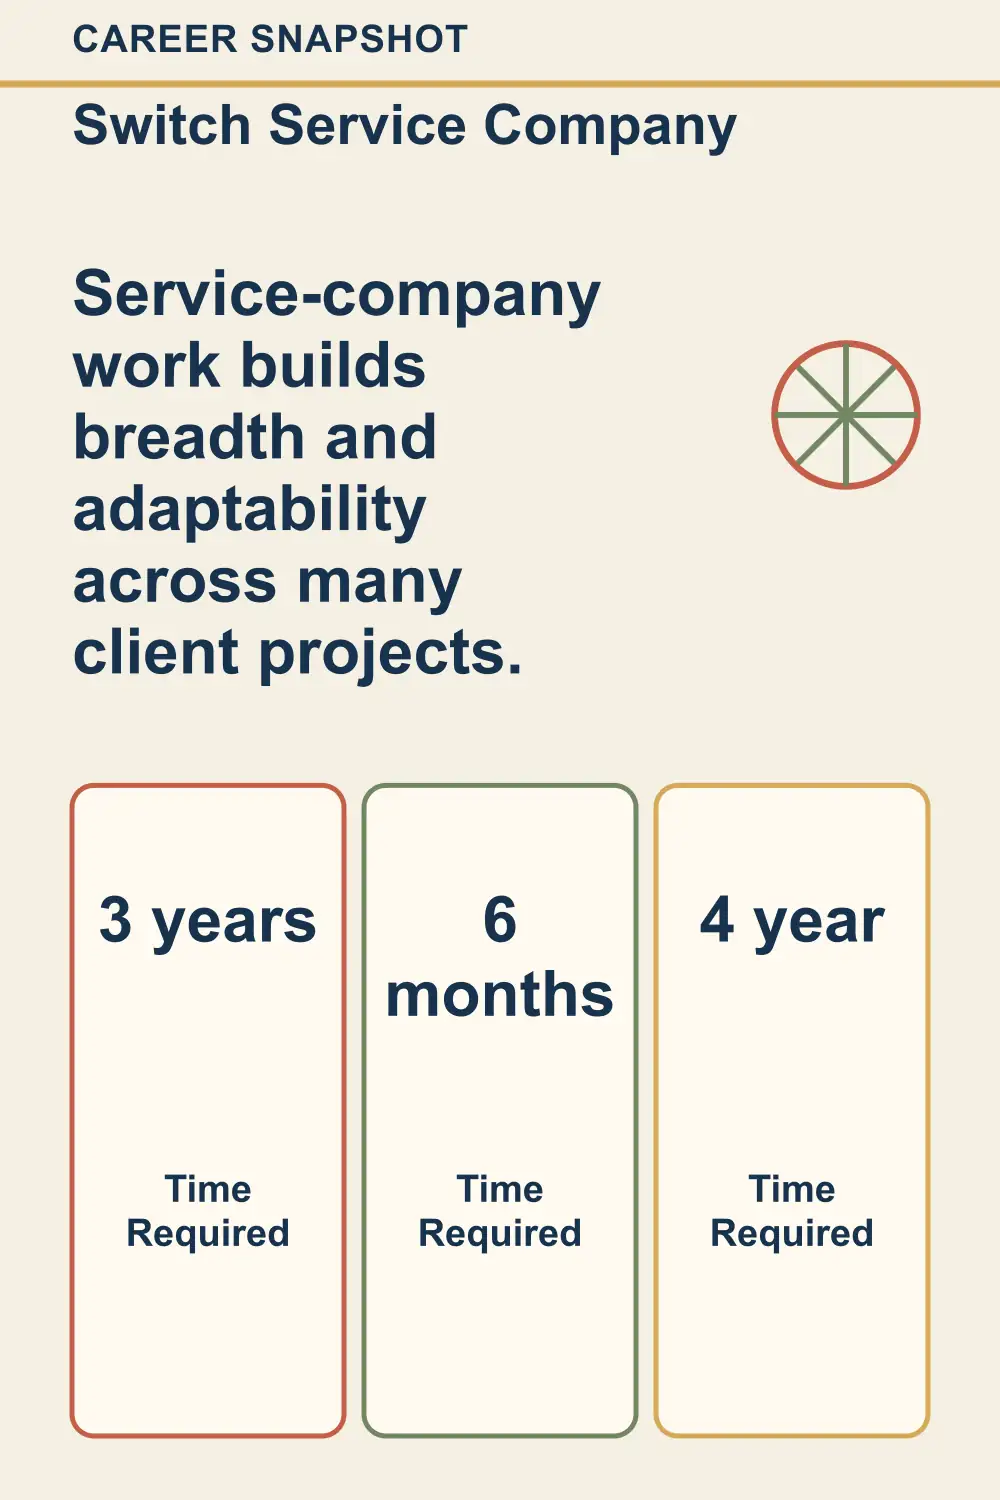 CAREER SNAPSHOT
Switch Service Company
Service-company
work builds
breadth and
adaptability
across many
client projects.
3 years
Time
Required
6
months
Time
Required
4 year
Time
Required